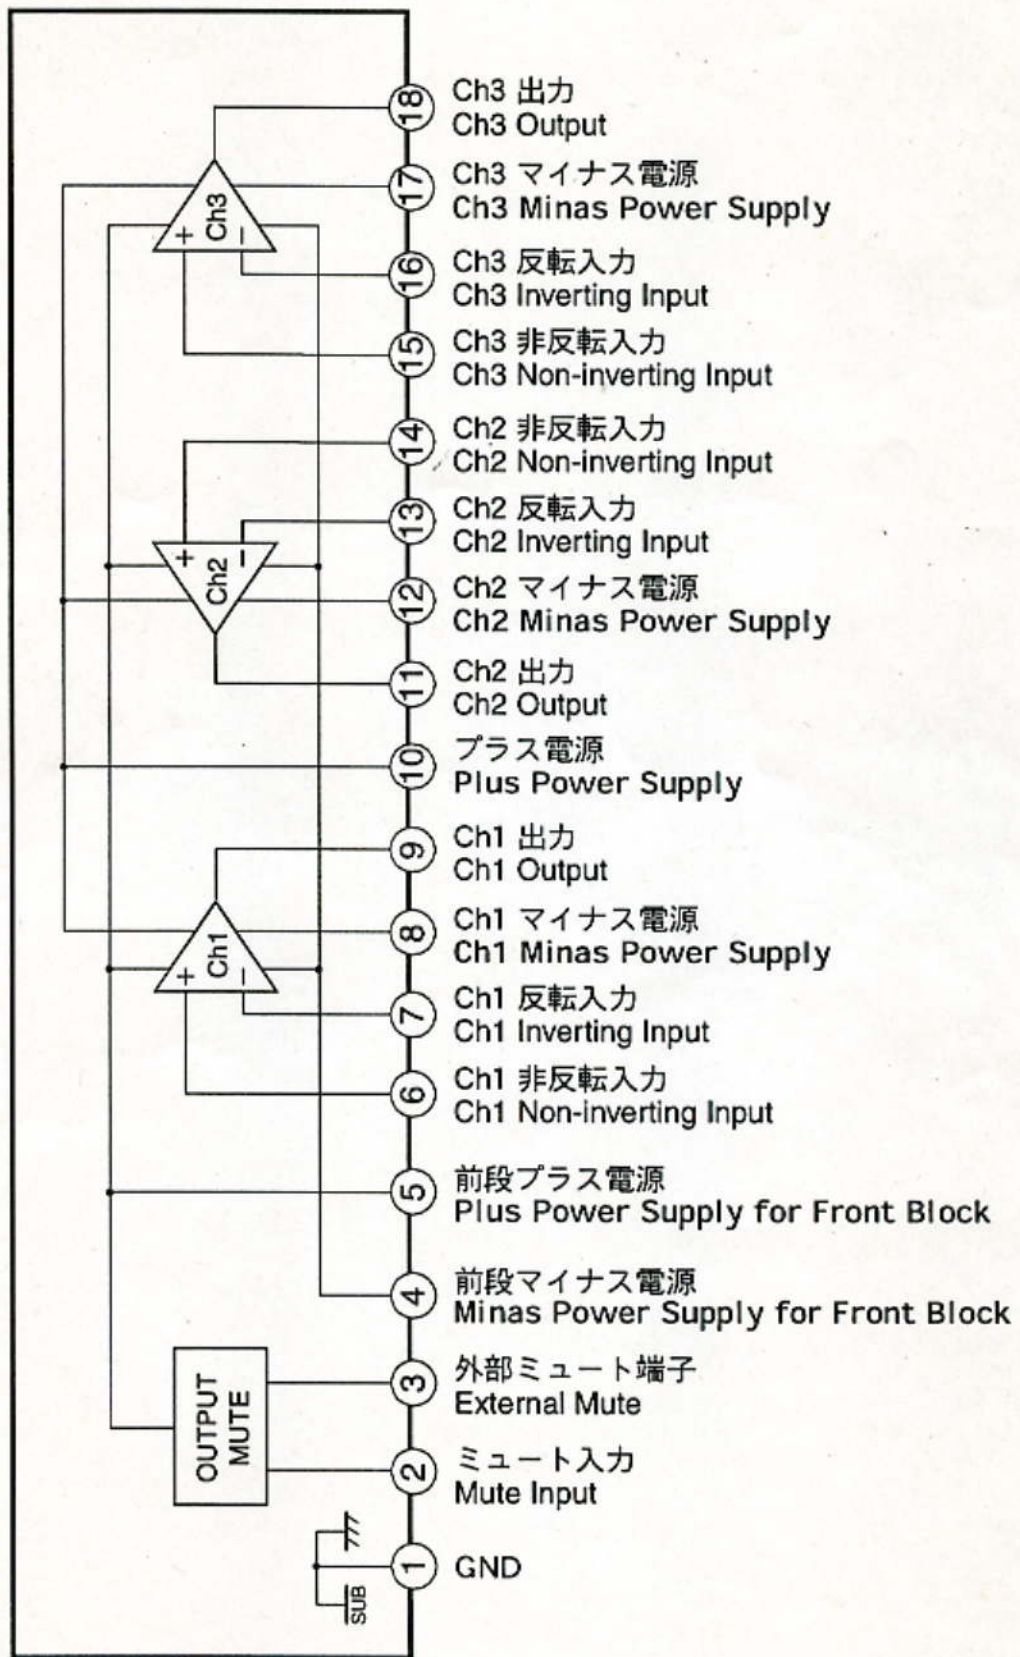 18
Ch3 出力
Ch3 Output
17
Ch3 マイナス電源
Ch3 Minas Power Supply
Ch3
+
−
16
Ch3 反転入力
Ch3 Inverting Input
15
Ch3 非反転入力
Ch3 Non-inverting Input
14
Ch2 非反転入力
Ch2 Non-inverting Input
13
Ch2 反転入力
Ch2 Inverting Input
+
−
Ch2
12
Ch2 マイナス電源
Ch2 Minas Power Supply
11
Ch2 出力
Ch2 Output
10
プラス電源
Plus Power Supply
9
Ch1 出力
Ch1 Output
8
Ch1 マイナス電源
Ch1 Minas Power Supply
Ch1
+
−
7
Ch1 反転入力
Ch1 Inverting Input
6
Ch1 非反転入力
Ch1 Non-inverting Input
5
前段プラス電源
Plus Power Supply for Front Block
4
前段マイナス電源
Minas Power Supply for Front Block
3
外部ミュート端子
External Mute
OUTPUT
MUTE
2
ミュート入力
Mute Input
1
GND
SUB